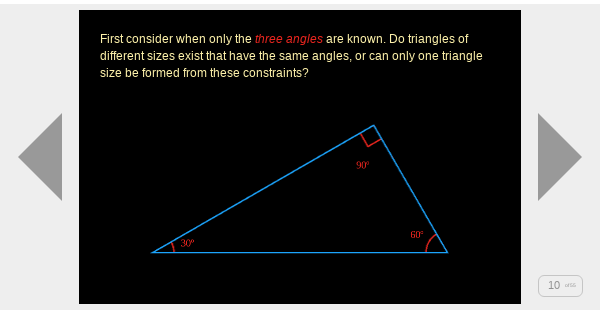 First consider when only the three angles are known. Do triangles of
different sizes exist that have the same angles, or can only one triangle
size be formed from these constraints?
90°
30°
60°
10